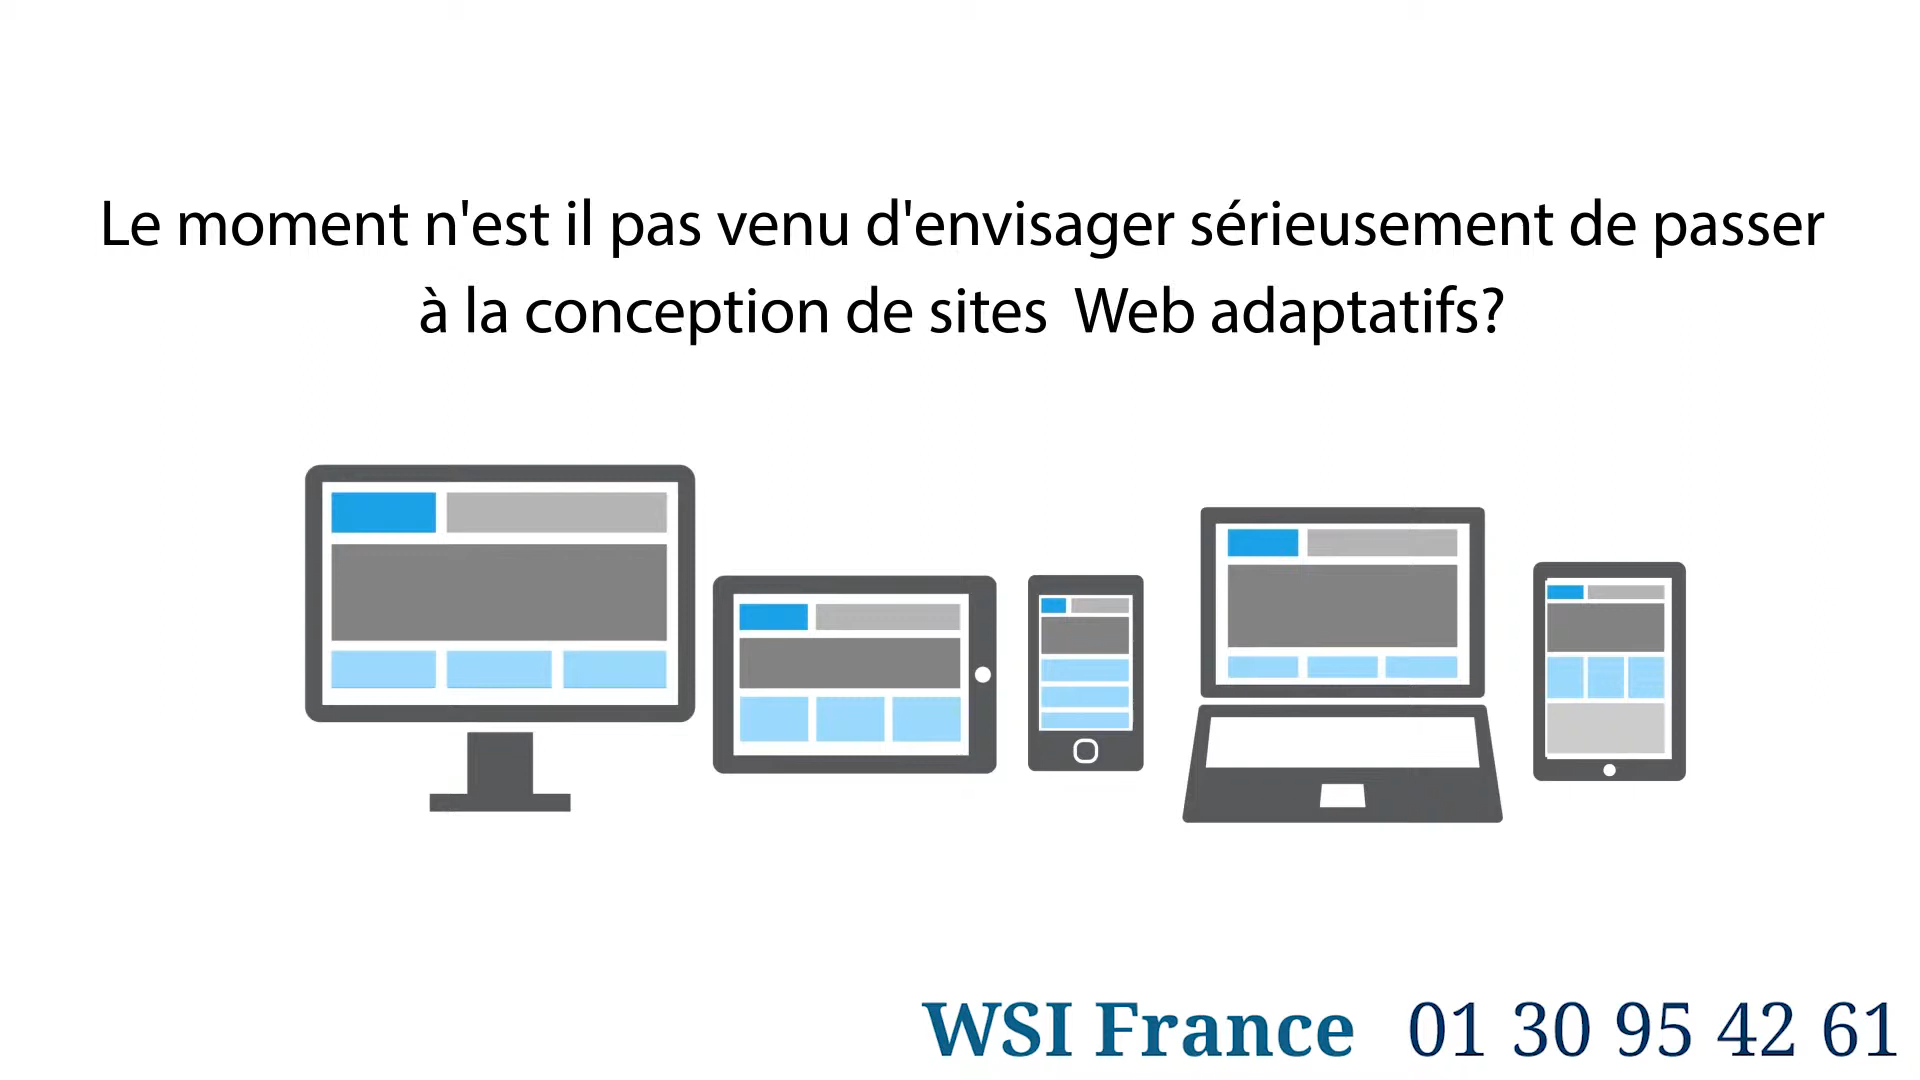 Le moment n'est il pas venu d'envisager sérieusement de passer
à la conception de sites  Web adaptatifs?
WSI France 01 30 95 42 61